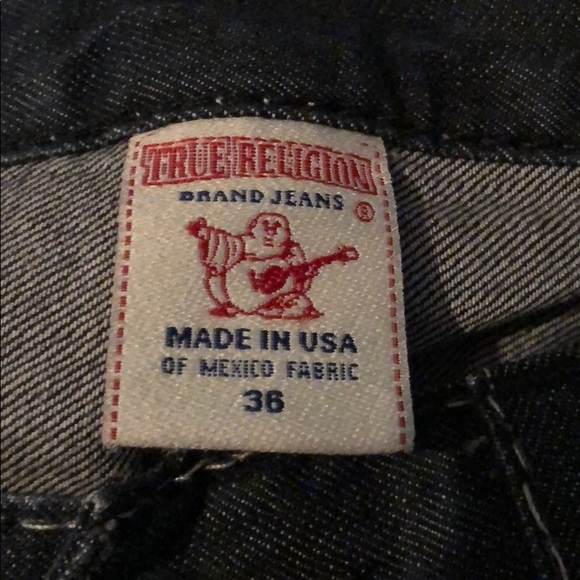 TRUE RELIGION
BRAND JEANS ®
MADE IN USA
OF MEXICO FABRIC
36